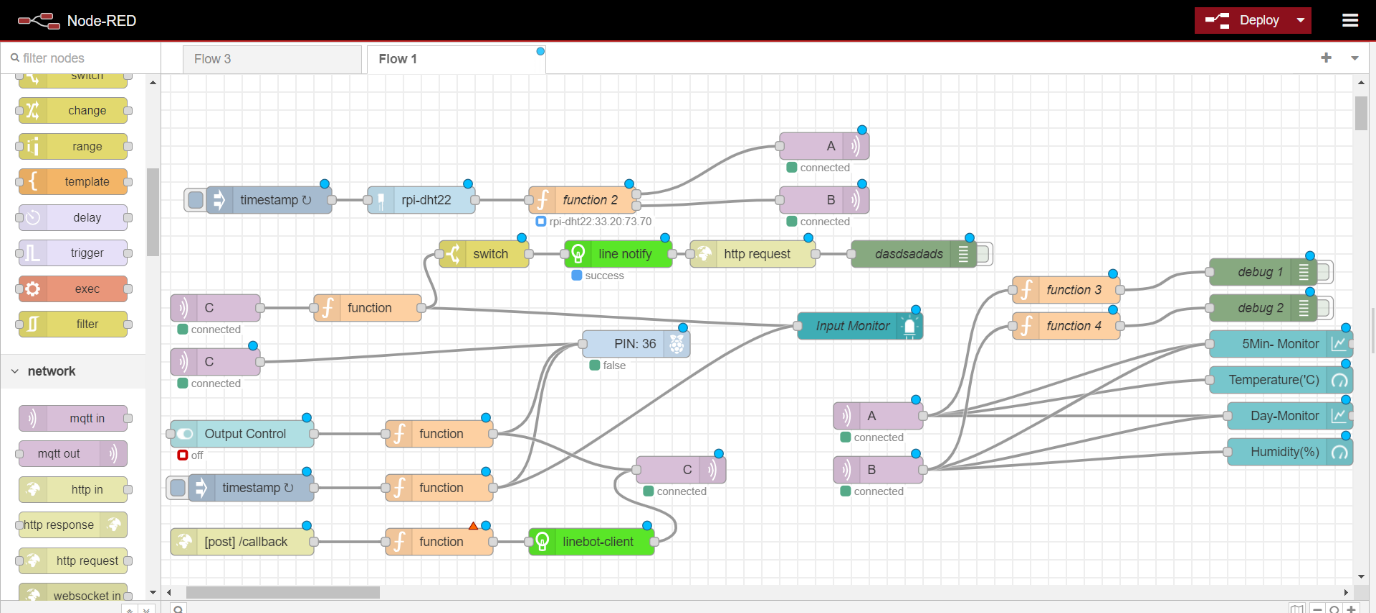 Node-RED
Deploy
filter nodes
Flow 3
Flow 1
switch
change
range
template
delay
trigger
exec
filter
network
mqtt in
mqtt out
http in
http response
http request
websocket in
A
connected
timestamp ↻
rpi-dht22
function 2
B
rpi-dht22:33.20:73.70
connected
switch
line notify
http request
dasdsadads
success
C
function
connected
Input Monitor
PIN: 36
false
C
connected
function 3
function 4
debug 1
debug 2
5Min- Monitor
Temperature(℃)
A
Day-Monitor
connected
B
Humidity(%)
connected
Output Control
function
off
C
connected
timestamp ↻
function
[post] /callback
function
linebot-client